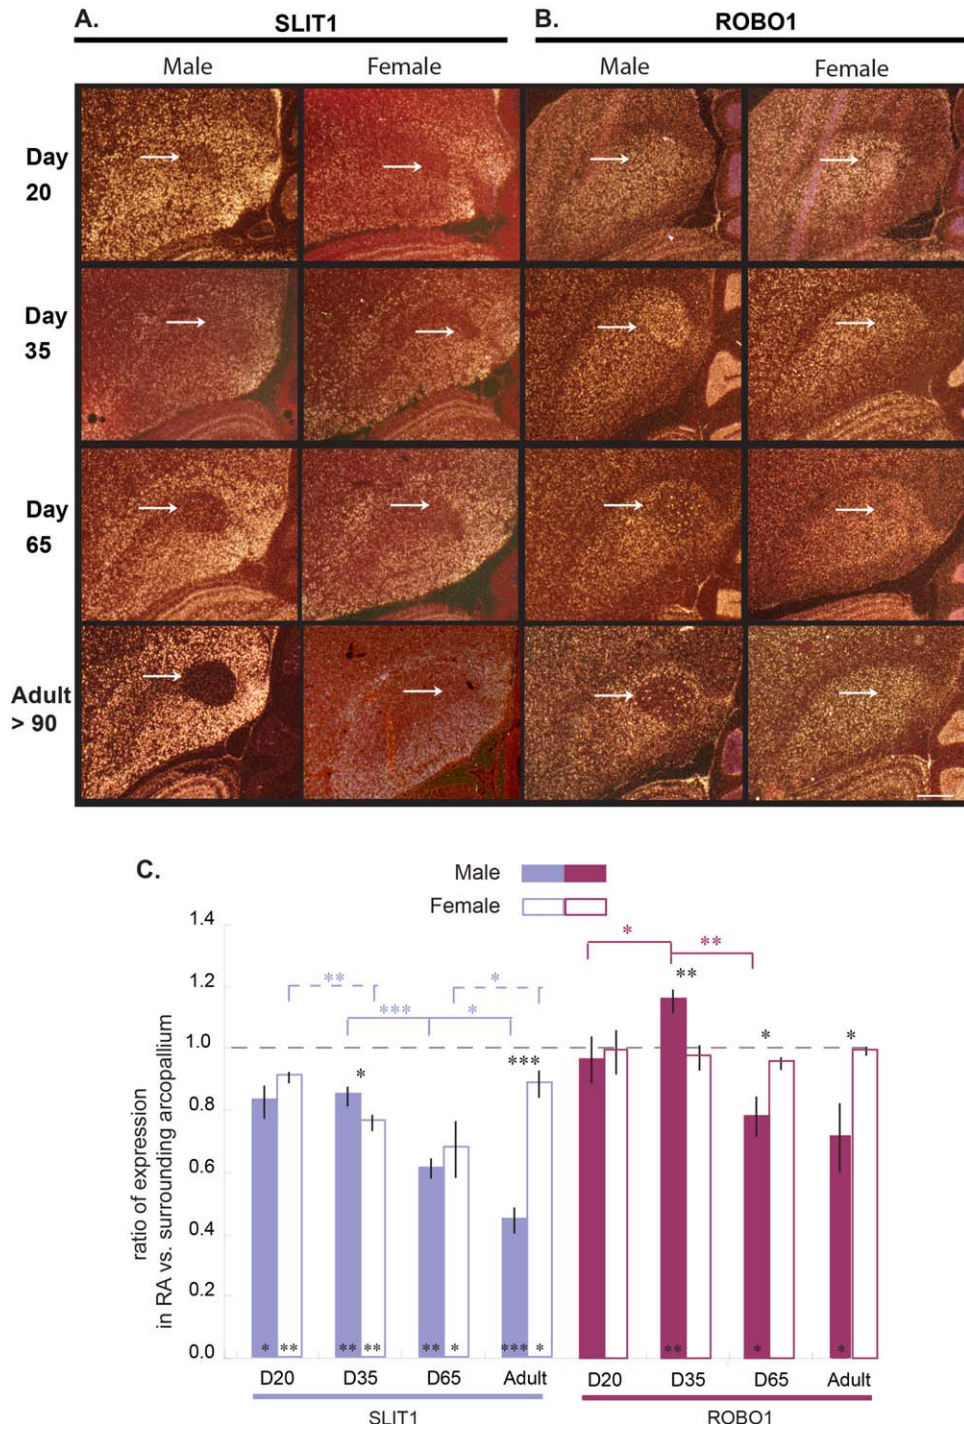 A. SLIT1 B. ROBO1
Male Female Male Female
Day
20
Day
35
Day
65
Adult
> 90
C.
Male
Female
ratio of expression
in RA vs. surrounding arcopallium
1.4
1.2
1.0
0.8
0.6
0.4
0.2
0.0
* **
** *
*** *
**
* *
* ***
* ** ** ** ** * *** * ** * *
D20 D35 D65 Adult D20 D35 D65 Adult
SLIT1 ROBO1